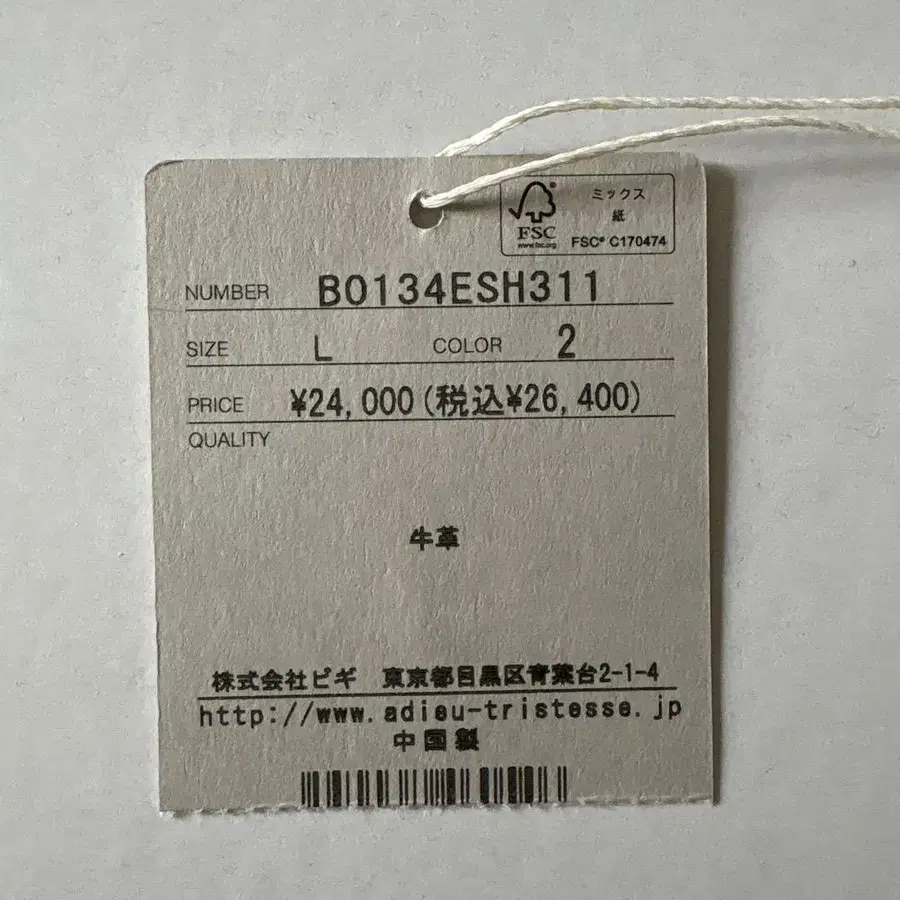 ミックス
紙
FSC
www.fsc.org
FSC® C170474
NUMBER B0134ESH311
SIZE L COLOR 2
PRICE ¥24,000(税込¥26,400)
QUALITY
牛革
株式会社ビギ 東京都目黒区青葉台2-1-4
http://www.adieu-tristesse.jp
中国製